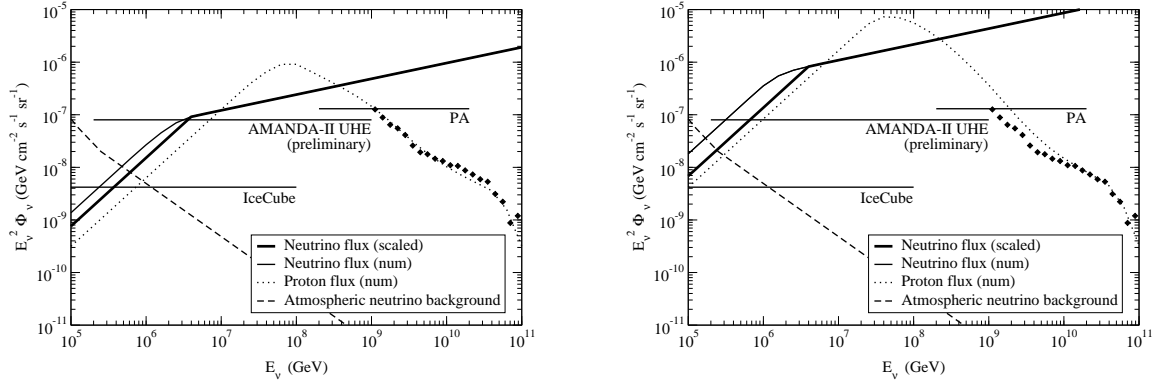 10^-5
10^-6
10^-7
10^-8
10^-9
10^-10
10^-11
E_ν^2 Φ_ν (GeV cm^-2 s^-1 sr^-1)
PA
AMANDA-II UHE
(preliminary)
IceCube
Neutrino flux (scaled)
Neutrino flux (num)
Proton flux (num)
Atmospheric neutrino background
10^5 10^6 10^7 10^8 10^9 10^10 10^11
E_ν (GeV)
10^-5
10^-6
10^-7
10^-8
10^-9
10^-10
10^-11
E_ν^2 Φ_ν (GeV cm^-2 s^-1 sr^-1)
PA
AMANDA-II UHE
(preliminary)
IceCube
Neutrino flux (scaled)
Neutrino flux (num)
Proton flux (num)
Atmospheric neutrino background
10^5 10^6 10^7 10^8 10^9 10^10 10^11
E_ν (GeV)